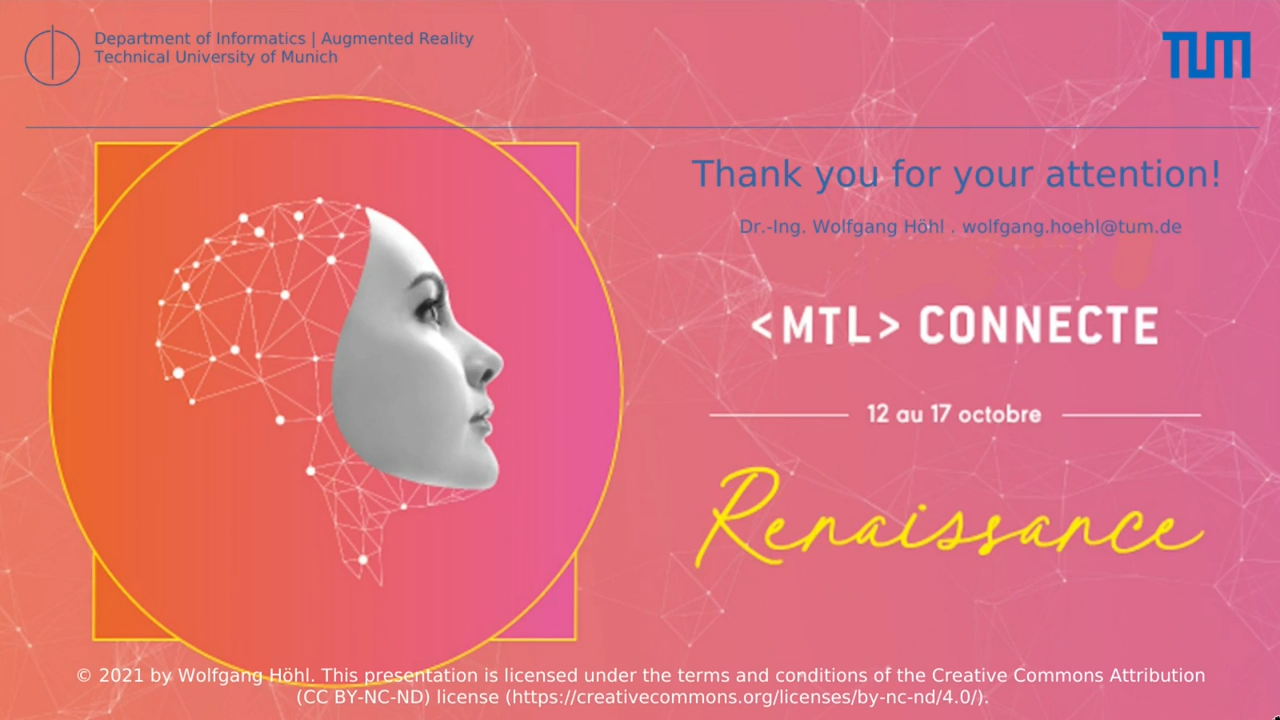 Department of Informatics | Augmented Reality
Technical University of Munich
TUM
Thank you for your attention!
Dr.-Ing. Wolfgang Höhl . wolfgang.hoehl@tum.de
<MTL> CONNECTE
12 au 17 octobre
Renaissance
© 2021 by Wolfgang Höhl. This presentation is licensed under the terms and conditions of the Creative Commons Attribution
(CC BY-NC-ND) license (https://creativecommons.org/licenses/by-nc-nd/4.0/).